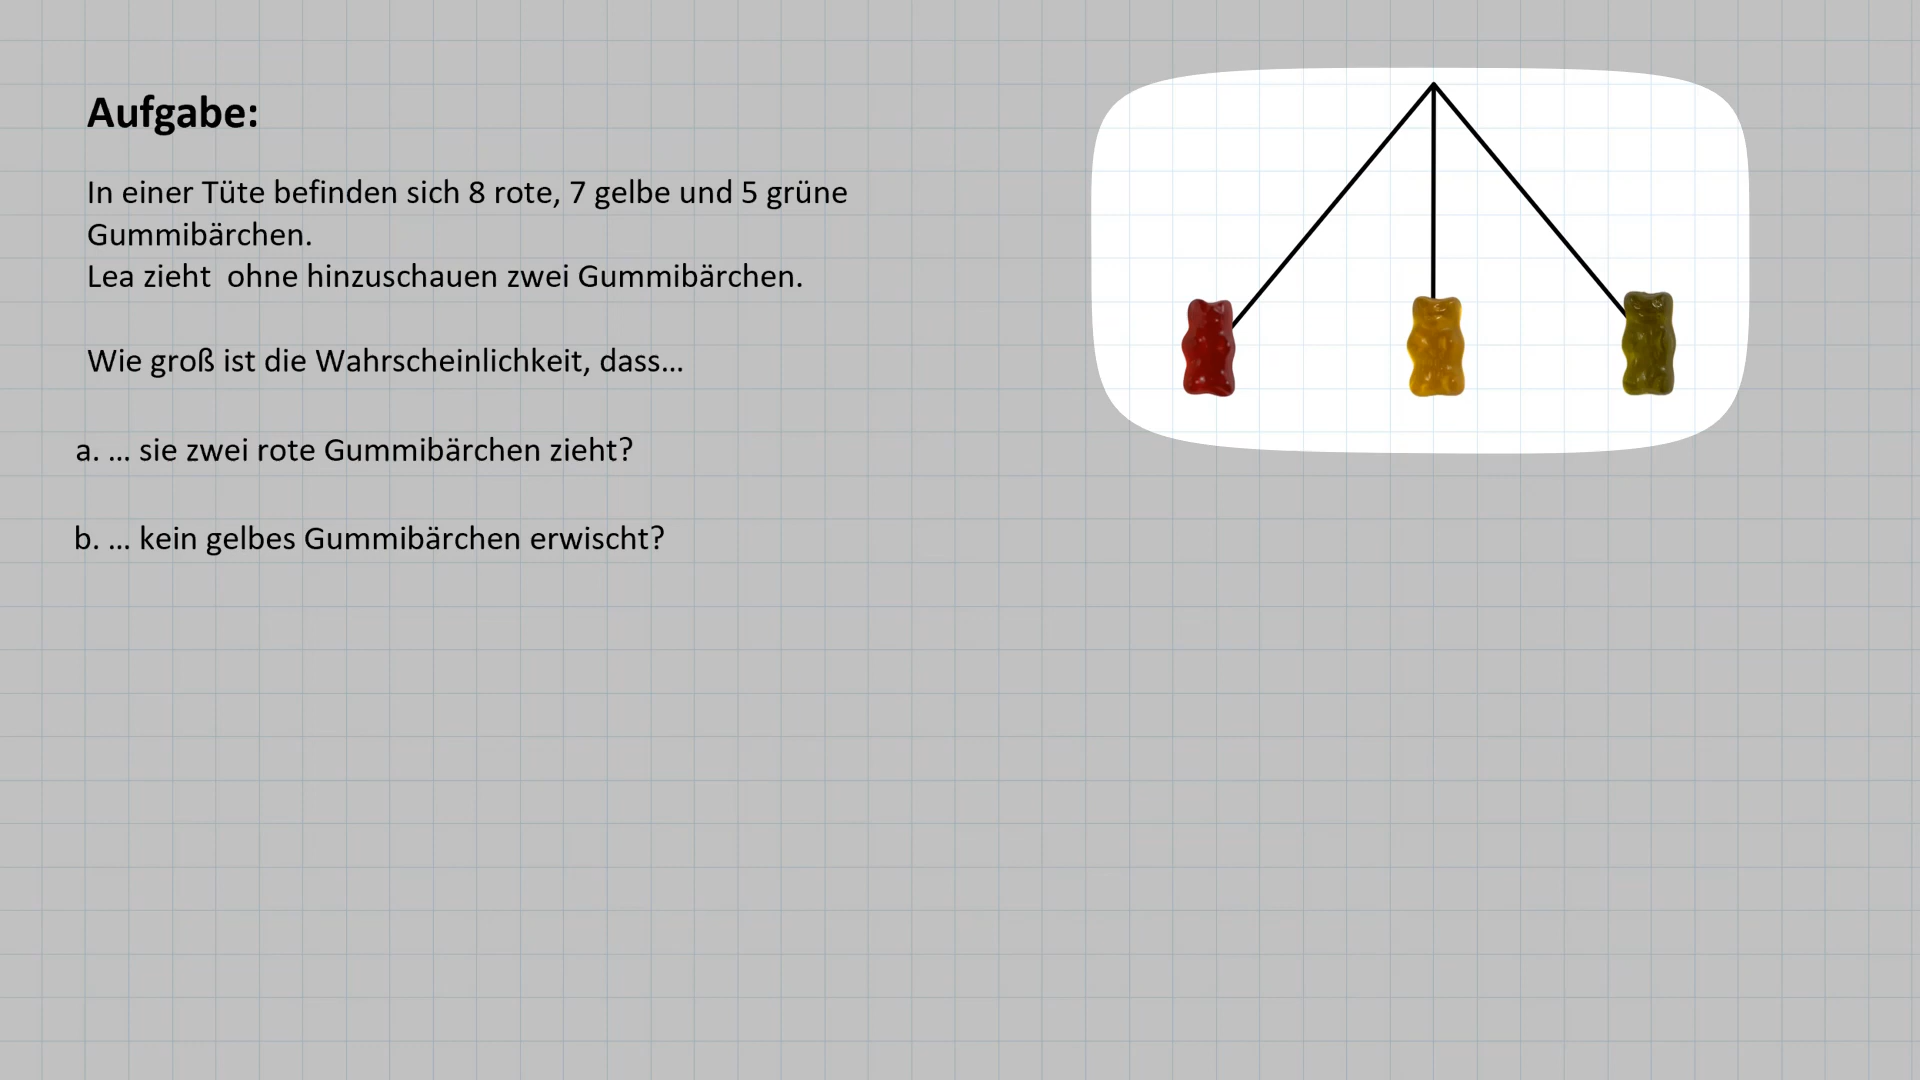 Aufgabe:
In einer Tüte befinden sich 8 rote, 7 gelbe und 5 grüne
Gummibärchen.
Lea zieht  ohne hinzuschauen zwei Gummibärchen.
Wie groß ist die Wahrscheinlichkeit, dass...
a. ... sie zwei rote Gummibärchen zieht?
b. ... kein gelbes Gummibärchen erwischt?